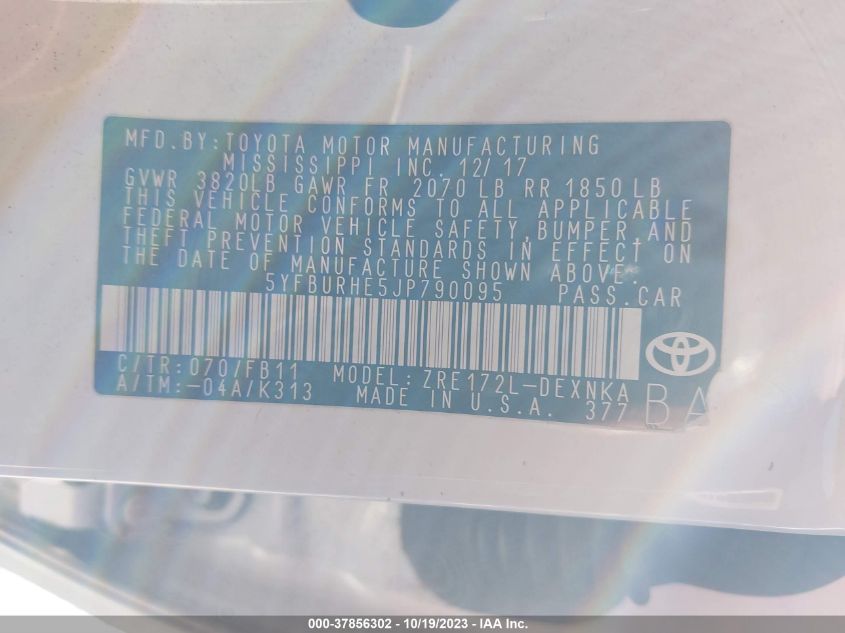 MFD.BY:TOYOTA MOTOR MANUFACTURING
MISSISSIPPI INC. 12/17
GVWR 3820LB GAWR FR 2070LB RR 1850LB
THIS VEHICLE CONFORMS TO ALL APPLICABLE
FEDERAL MOTOR VEHICLE SAFETY,BUMPER,AND
THEFT PREVENTION STANDARDS IN EFFECT ON
THE DATE OF MANUFACTURE SHOWN ABOVE.
5YFBURHE5JP790095 PASS.CAR
C/TR:070/FB11 MODEL:ZRE172L-DEXNKA
A/TM:-04A/K313 MADE IN U.S.A. 377
BA
000-37856302 - 10/19/2023 - IAA Inc.